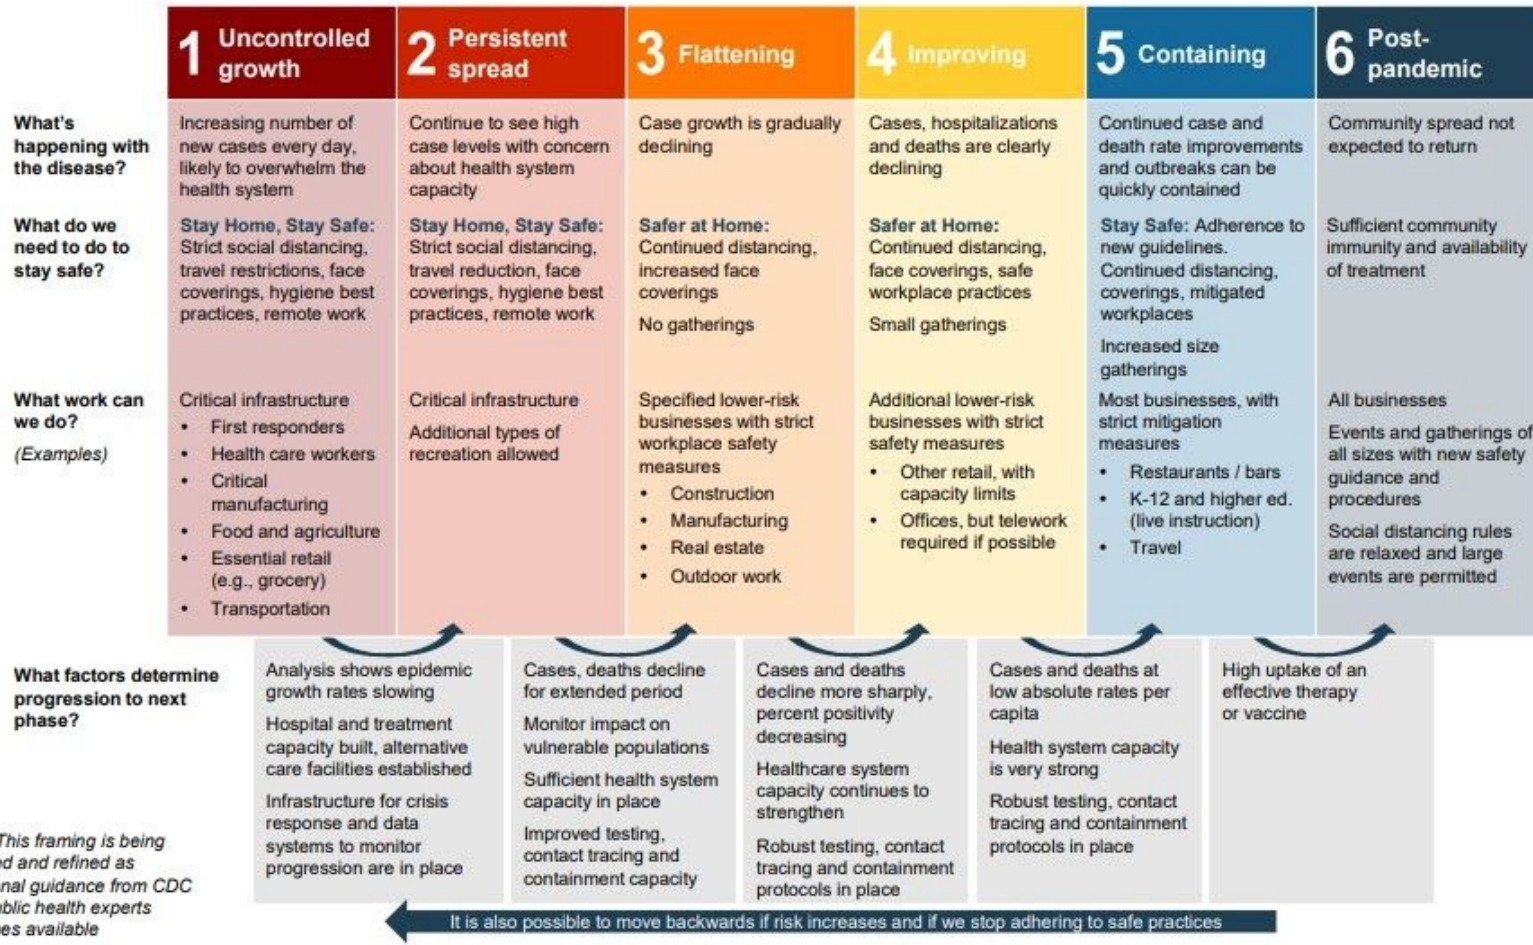 1 Uncontrolled
growth
2 Persistent
spread
3 Flattening
4 Improving
5 Containing
6 Post-
pandemic
What's
happening with
the disease?
Increasing number of
new cases every day,
likely to overwhelm the
health system
Continue to see high
case levels with concern
about health system
capacity
Case growth is gradually
declining
Cases, hospitalizations
and deaths are clearly
declining
Continued case and
death rate improvements
and outbreaks can be
quickly contained
Community spread not
expected to return
What do we
need to do to
stay safe?
Stay Home, Stay Safe:
Strict social distancing,
travel restrictions, face
coverings, hygiene best
practices, remote work
Stay Home, Stay Safe:
Strict social distancing,
travel reduction, face
coverings, hygiene best
practices, remote work
Safer at Home:
Continued distancing,
increased face
coverings
No gatherings
Safer at Home:
Continued distancing,
face coverings, safe
workplace practices
Small gatherings
Stay Safe: Adherence to
new guidelines.
Continued distancing,
coverings, mitigated
workplaces
Increased size
gatherings
Sufficient community
immunity and availability
of treatment
What work can
we do?
(Examples)
Critical infrastructure
• First responders
• Health care workers
• Critical
manufacturing
• Food and agriculture
• Essential retail
(e.g., grocery)
• Transportation
Critical infrastructure
Additional types of
recreation allowed
Specified lower-risk
businesses with strict
workplace safety
measures
• Construction
• Manufacturing
• Real estate
• Outdoor work
Additional lower-risk
businesses with strict
safety measures
• Other retail, with
capacity limits
• Offices, but telework
required if possible
Most businesses, with
strict mitigation
measures
• Restaurants / bars
• K-12 and higher ed.
(live instruction)
• Travel
All businesses
Events and gatherings of
all sizes with new safety
guidance and
procedures
Social distancing rules
are relaxed and large
events are permitted
What factors determine
progression to next
phase?
Analysis shows epidemic
growth rates slowing
Hospital and treatment
capacity built, alternative
care facilities established
Infrastructure for crisis
response and data
systems to monitor
progression are in place
Cases, deaths decline
for extended period
Monitor impact on
vulnerable populations
Sufficient health system
capacity in place
Improved testing,
contact tracing and
containment capacity
Cases and deaths
decline more sharply,
percent positivity
decreasing
Healthcare system
capacity continues to
strengthen
Robust testing, contact
tracing and containment
protocols in place
Cases and deaths at
low absolute rates per
capita
Health system capacity
is very strong
Robust testing, contact
tracing and containment
protocols in place
High uptake of an
effective therapy
or vaccine
This framing is being
ed and refined as
nal guidance from CDC
blic health experts
nes available
It is also possible to move backwards if risk increases and if we stop adhering to safe practices